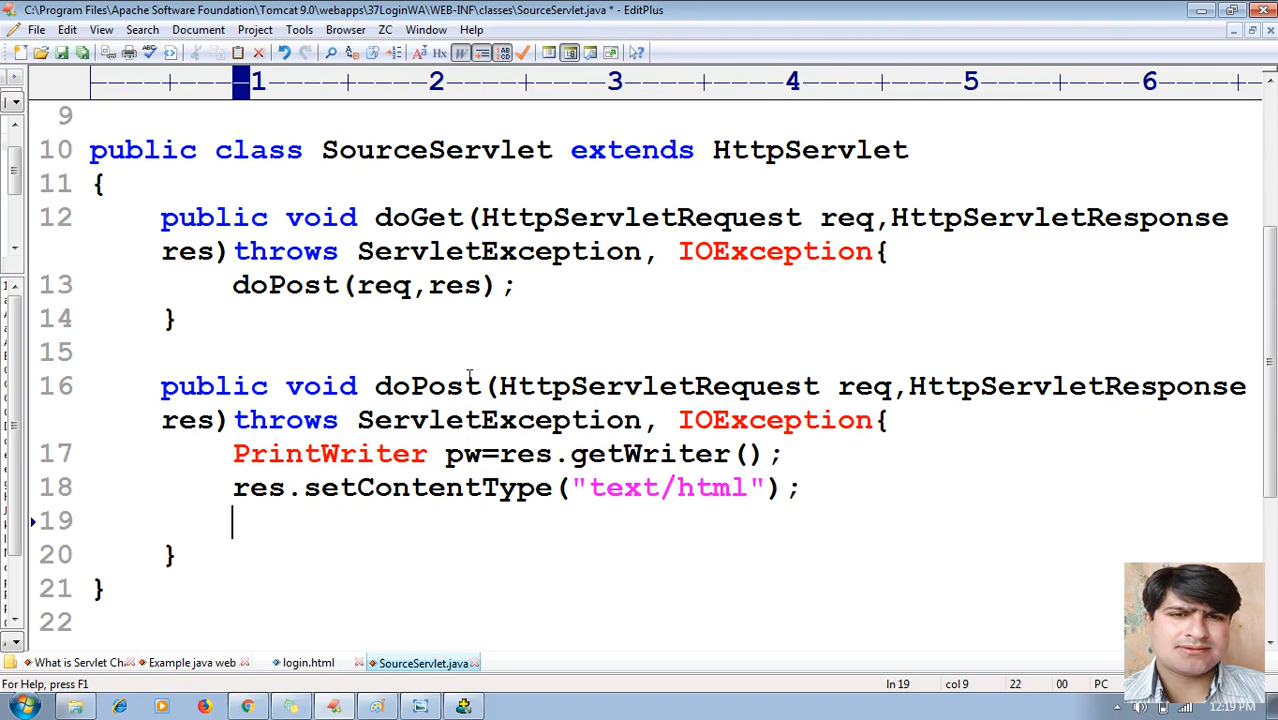 C:\Program Files\Apache Software Foundation\Tomcat 9.0\webapps\37LoginWA\WEB-INF\classes\SourceServlet.java * - EditPlus
File Edit View Search Document Project Tools Browser ZC Window Help
1 2 3 4 5 6
9
10 public class SourceServlet extends HttpServlet
11 {
12 public void doGet(HttpServletRequest req,HttpServletResponse
res)throws ServletException, IOException{
13 doPost(req,res);
14 }
15
16 public void doPost(HttpServletRequest req,HttpServletResponse
res)throws ServletException, IOException{
17 PrintWriter pw=res.getWriter();
18 res.setContentType("text/html");
19
20 }
21 }
22
What is Servlet Ch Example java web login.html SourceServlet.java
For Help, press F1 ln 19 col 9 22 00 PC
12:19 PM